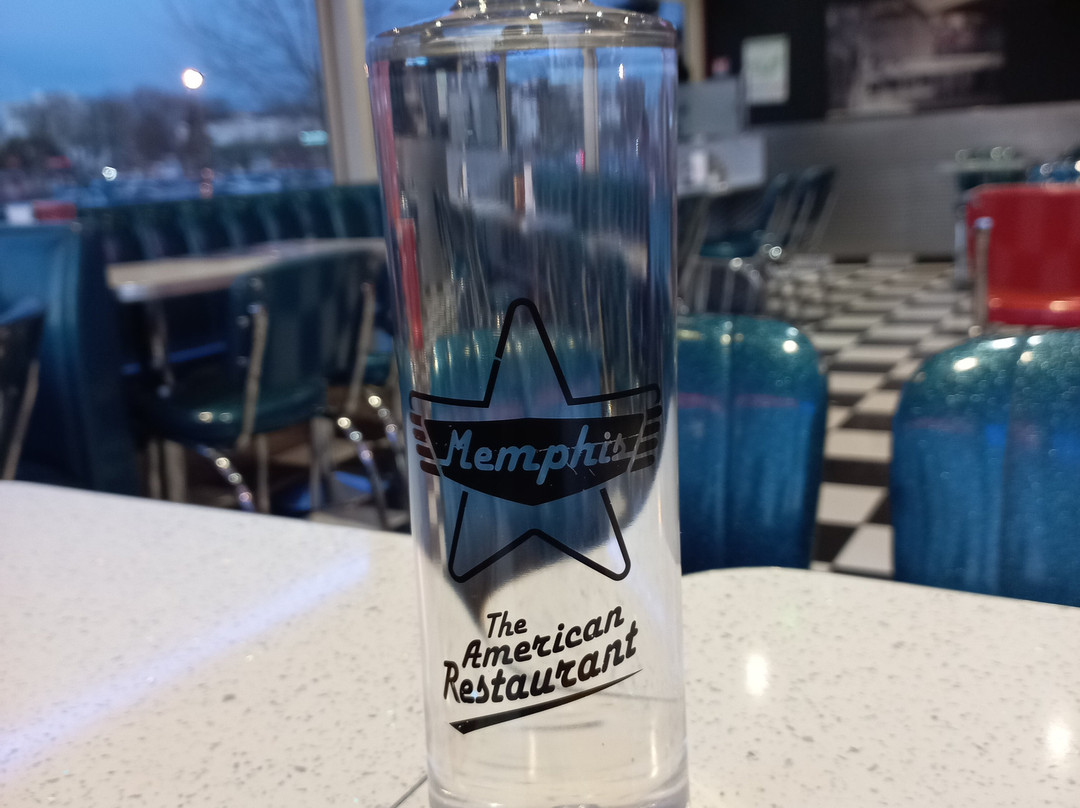 Memphis
The
American
Restaurant